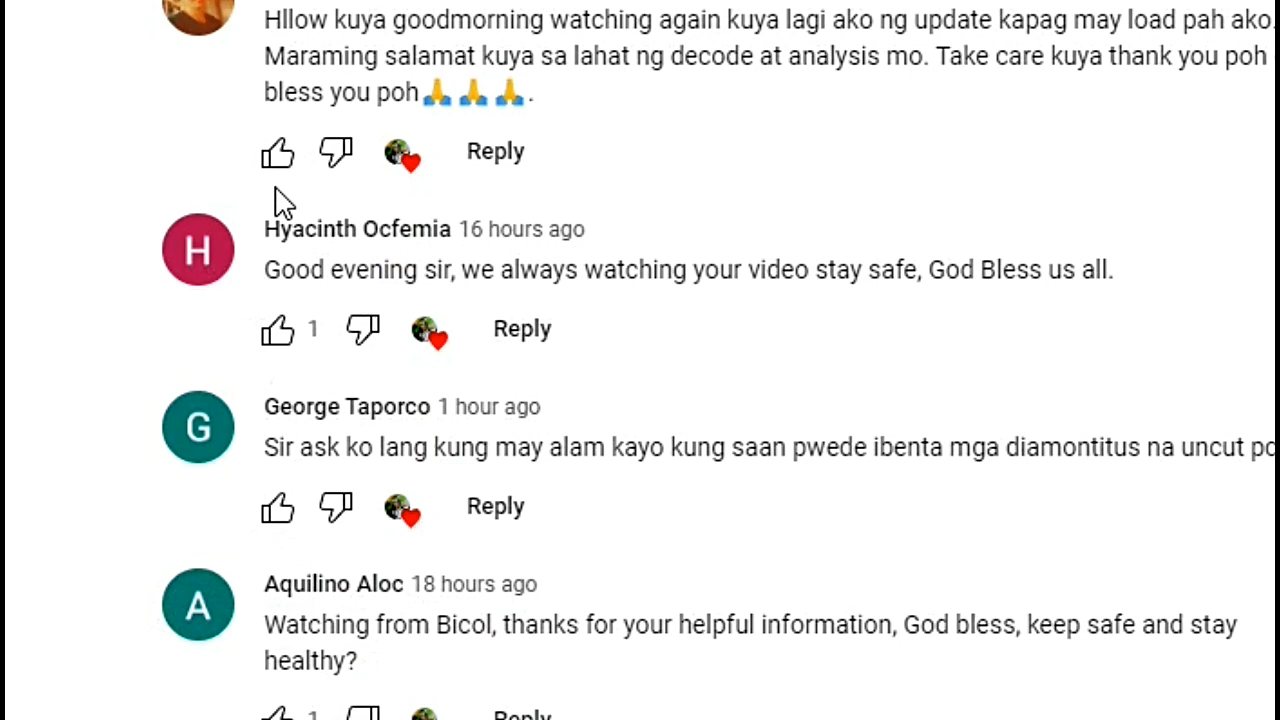 Hllow kuya goodmorning watching again kuya lagi ako ng update kapag may load pah ako.
Maraming salamat kuya sa lahat ng decode at analysis mo. Take care kuya thank you poh
bless you poh🙏 🙏 🙏.
Reply
H
Hyacinth Ocfemia 16 hours ago
Good evening sir, we always watching your video stay safe, God Bless us all.
1 Reply
G
George Taporco 1 hour ago
Sir ask ko lang kung may alam kayo kung saan pwede ibenta mga diamontitus na uncut
Reply
A
Aquilino Aloc 18 hours ago
Watching from Bicol, thanks for your helpful information, God bless, keep safe and stay
healthy?
1 Reply